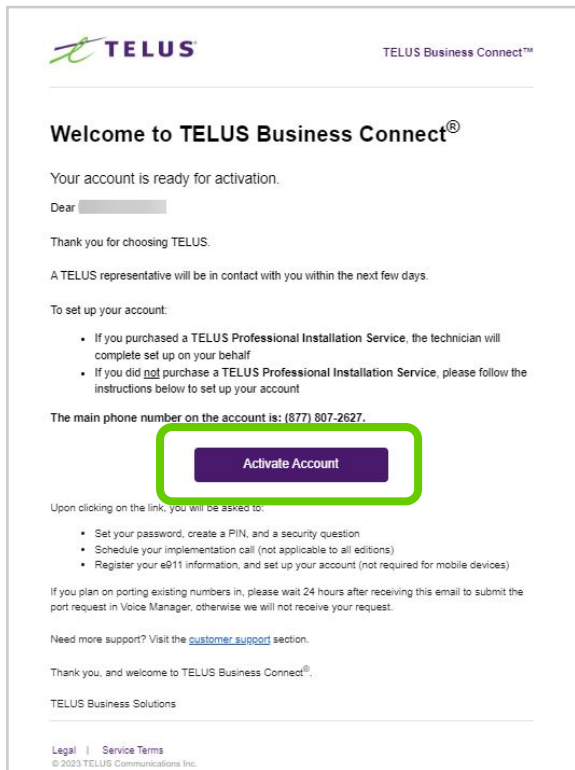 TELUS
TELUS Business Connect™
Welcome to TELUS Business Connect®
Your account is ready for activation.
Dear
Thank you for choosing TELUS.
A TELUS representative will be in contact with you within the next few days.
To set up your account:
• If you purchased a TELUS Professional Installation Service, the technician will
complete set up on your behalf
• If you did not purchase a TELUS Professional Installation Service, please follow the
instructions below to set up your account
The main phone number on the account is: (877) 807-2627.
Activate Account
Upon clicking on the link, you will be asked to:
• Set your password, create a PIN, and a security question
• Schedule your implementation call (not applicable to all editions)
• Register your e911 information, and set up your account (not required for mobile devices)
If you plan on porting existing numbers in, please wait 24 hours after receiving this email to submit the
port request in Voice Manager, otherwise we will not receive your request.
Need more support? Visit the customer support section.
Thank you, and welcome to TELUS Business Connect®.
TELUS Business Solutions
Legal | Service Terms
© 2023 TELUS Communications Inc.